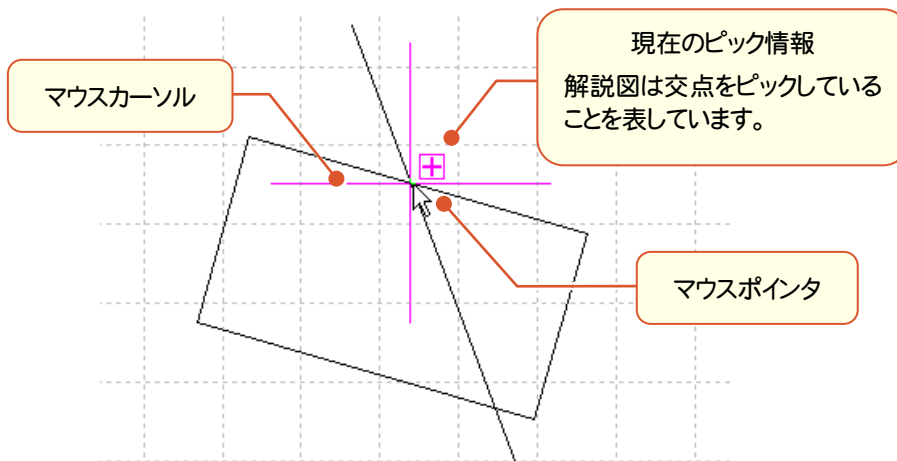 現在のピック情報
解説図は交点をピックしている
ことを表しています。
マウスカーソル
マウスポインタ